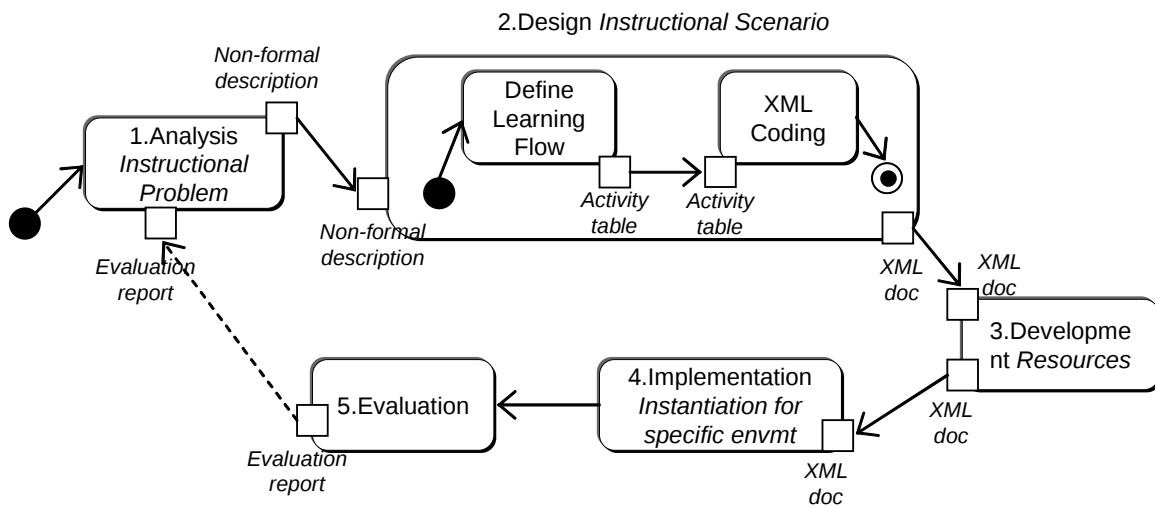 2.Design Instructional Scenario
Non-formal
description
1.Analysis
Instructional
Problem
Define
Learning
Flow
XML
Coding
Activity
table
Activity
table
Non-formal
description
Evaluation
report
XML
doc
XML
doc
3.Developme
nt Resources
4.Implementation
Instantiation for
specific envmt
5.Evaluation
XML
doc
Evaluation
report
XML
doc